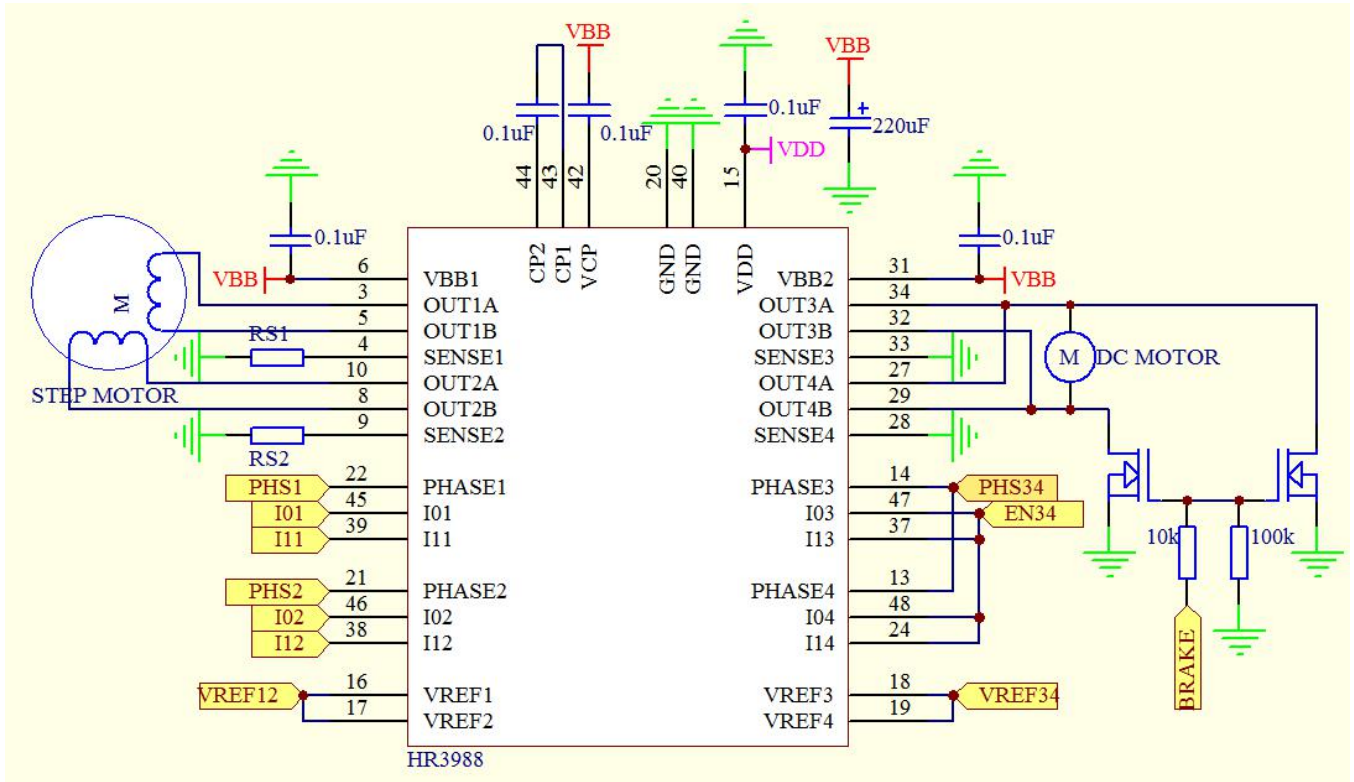 VBB
VBB
0.1uF
0.1uF
0.1uF
+
220uF
VDD
44
43
42
20
40
15
0.1uF
0.1uF
CP2
CP1
VCP
GND
GND
VDD
VBB
6
VBB1
VBB2
31
VBB
3
OUT1A
OUT3A
34
5
OUT1B
OUT3B
32
RS1
4
SENSE1
SENSE3
33
M
M
DC MOTOR
10
OUT2A
OUT4A
27
STEP MOTOR
8
OUT2B
OUT4B
29
9
SENSE2
SENSE4
28
RS2
PHS1
22
PHASE1
PHASE3
14
PHS34
I01
45
I01
I03
47
EN34
I11
39
I11
I13
37
10k
100k
PHS2
21
PHASE2
PHASE4
13
I02
46
I02
I04
48
I12
38
I12
I14
24
BRAKE
VREF12
16
VREF1
VREF3
18
VREF34
17
VREF2
VREF4
19
HR3988